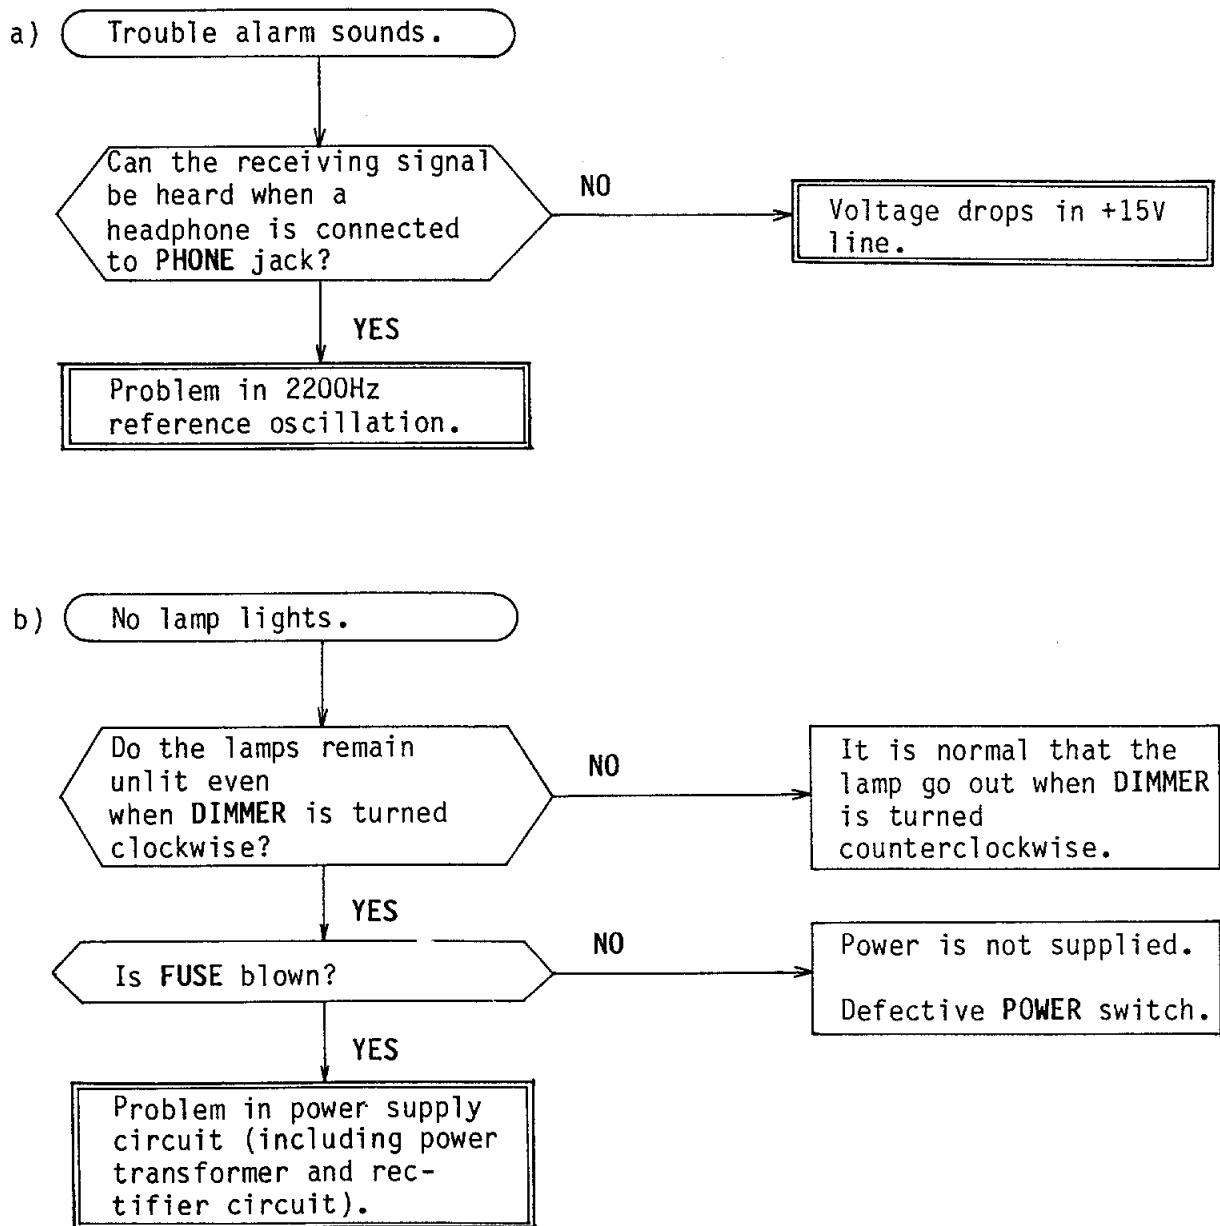 a) Trouble alarm sounds.
Can the receiving signal
be heard when a
headphone is connected
to PHONE jack?
NO
Voltage drops in +15V
line.
YES
Problem in 2200Hz
reference oscillation.
b) No lamp lights.
Do the lamps remain
unlit even
when DIMMER is turned
clockwise?
NO
It is normal that the
lamp go out when DIMMER
is turned
counterclockwise.
YES
Is FUSE blown?
NO
Power is not supplied.
Defective POWER switch.
YES
Problem in power supply
circuit (including power
transformer and rec-
tifier circuit).